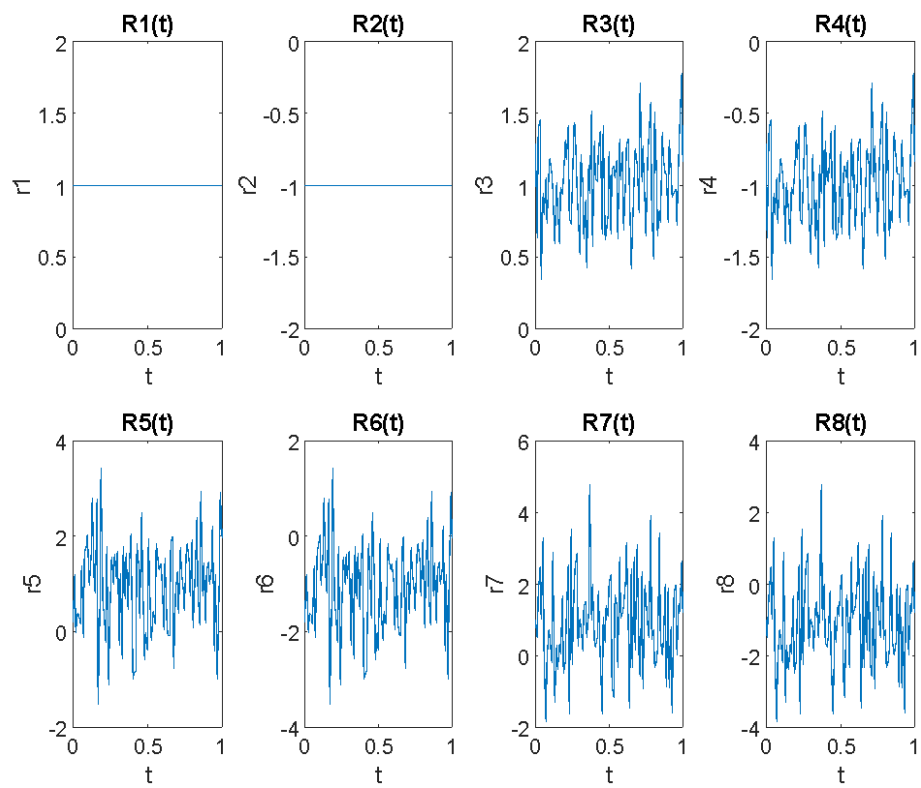 R1(t) R2(t) R3(t) R4(t)
2 0 2 0
1.5 -0.5 1.5 -0.5
r1 1 r2 -1 r3 1 r4 -1
0.5 -1.5 0.5 -1.5
0 -2 0 -2
0 0.5 1 0 0.5 1 0 0.5 1 0 0.5 1
t t t t
R5(t) R6(t) R7(t) R8(t)
4 2 6 4
2 0 4 2
r5 r6 r7 r8
0 -2 2 0
0 -2
-2 -4 -2 -4
0 0.5 1 0 0.5 1 0 0.5 1 0 0.5 1
t t t t